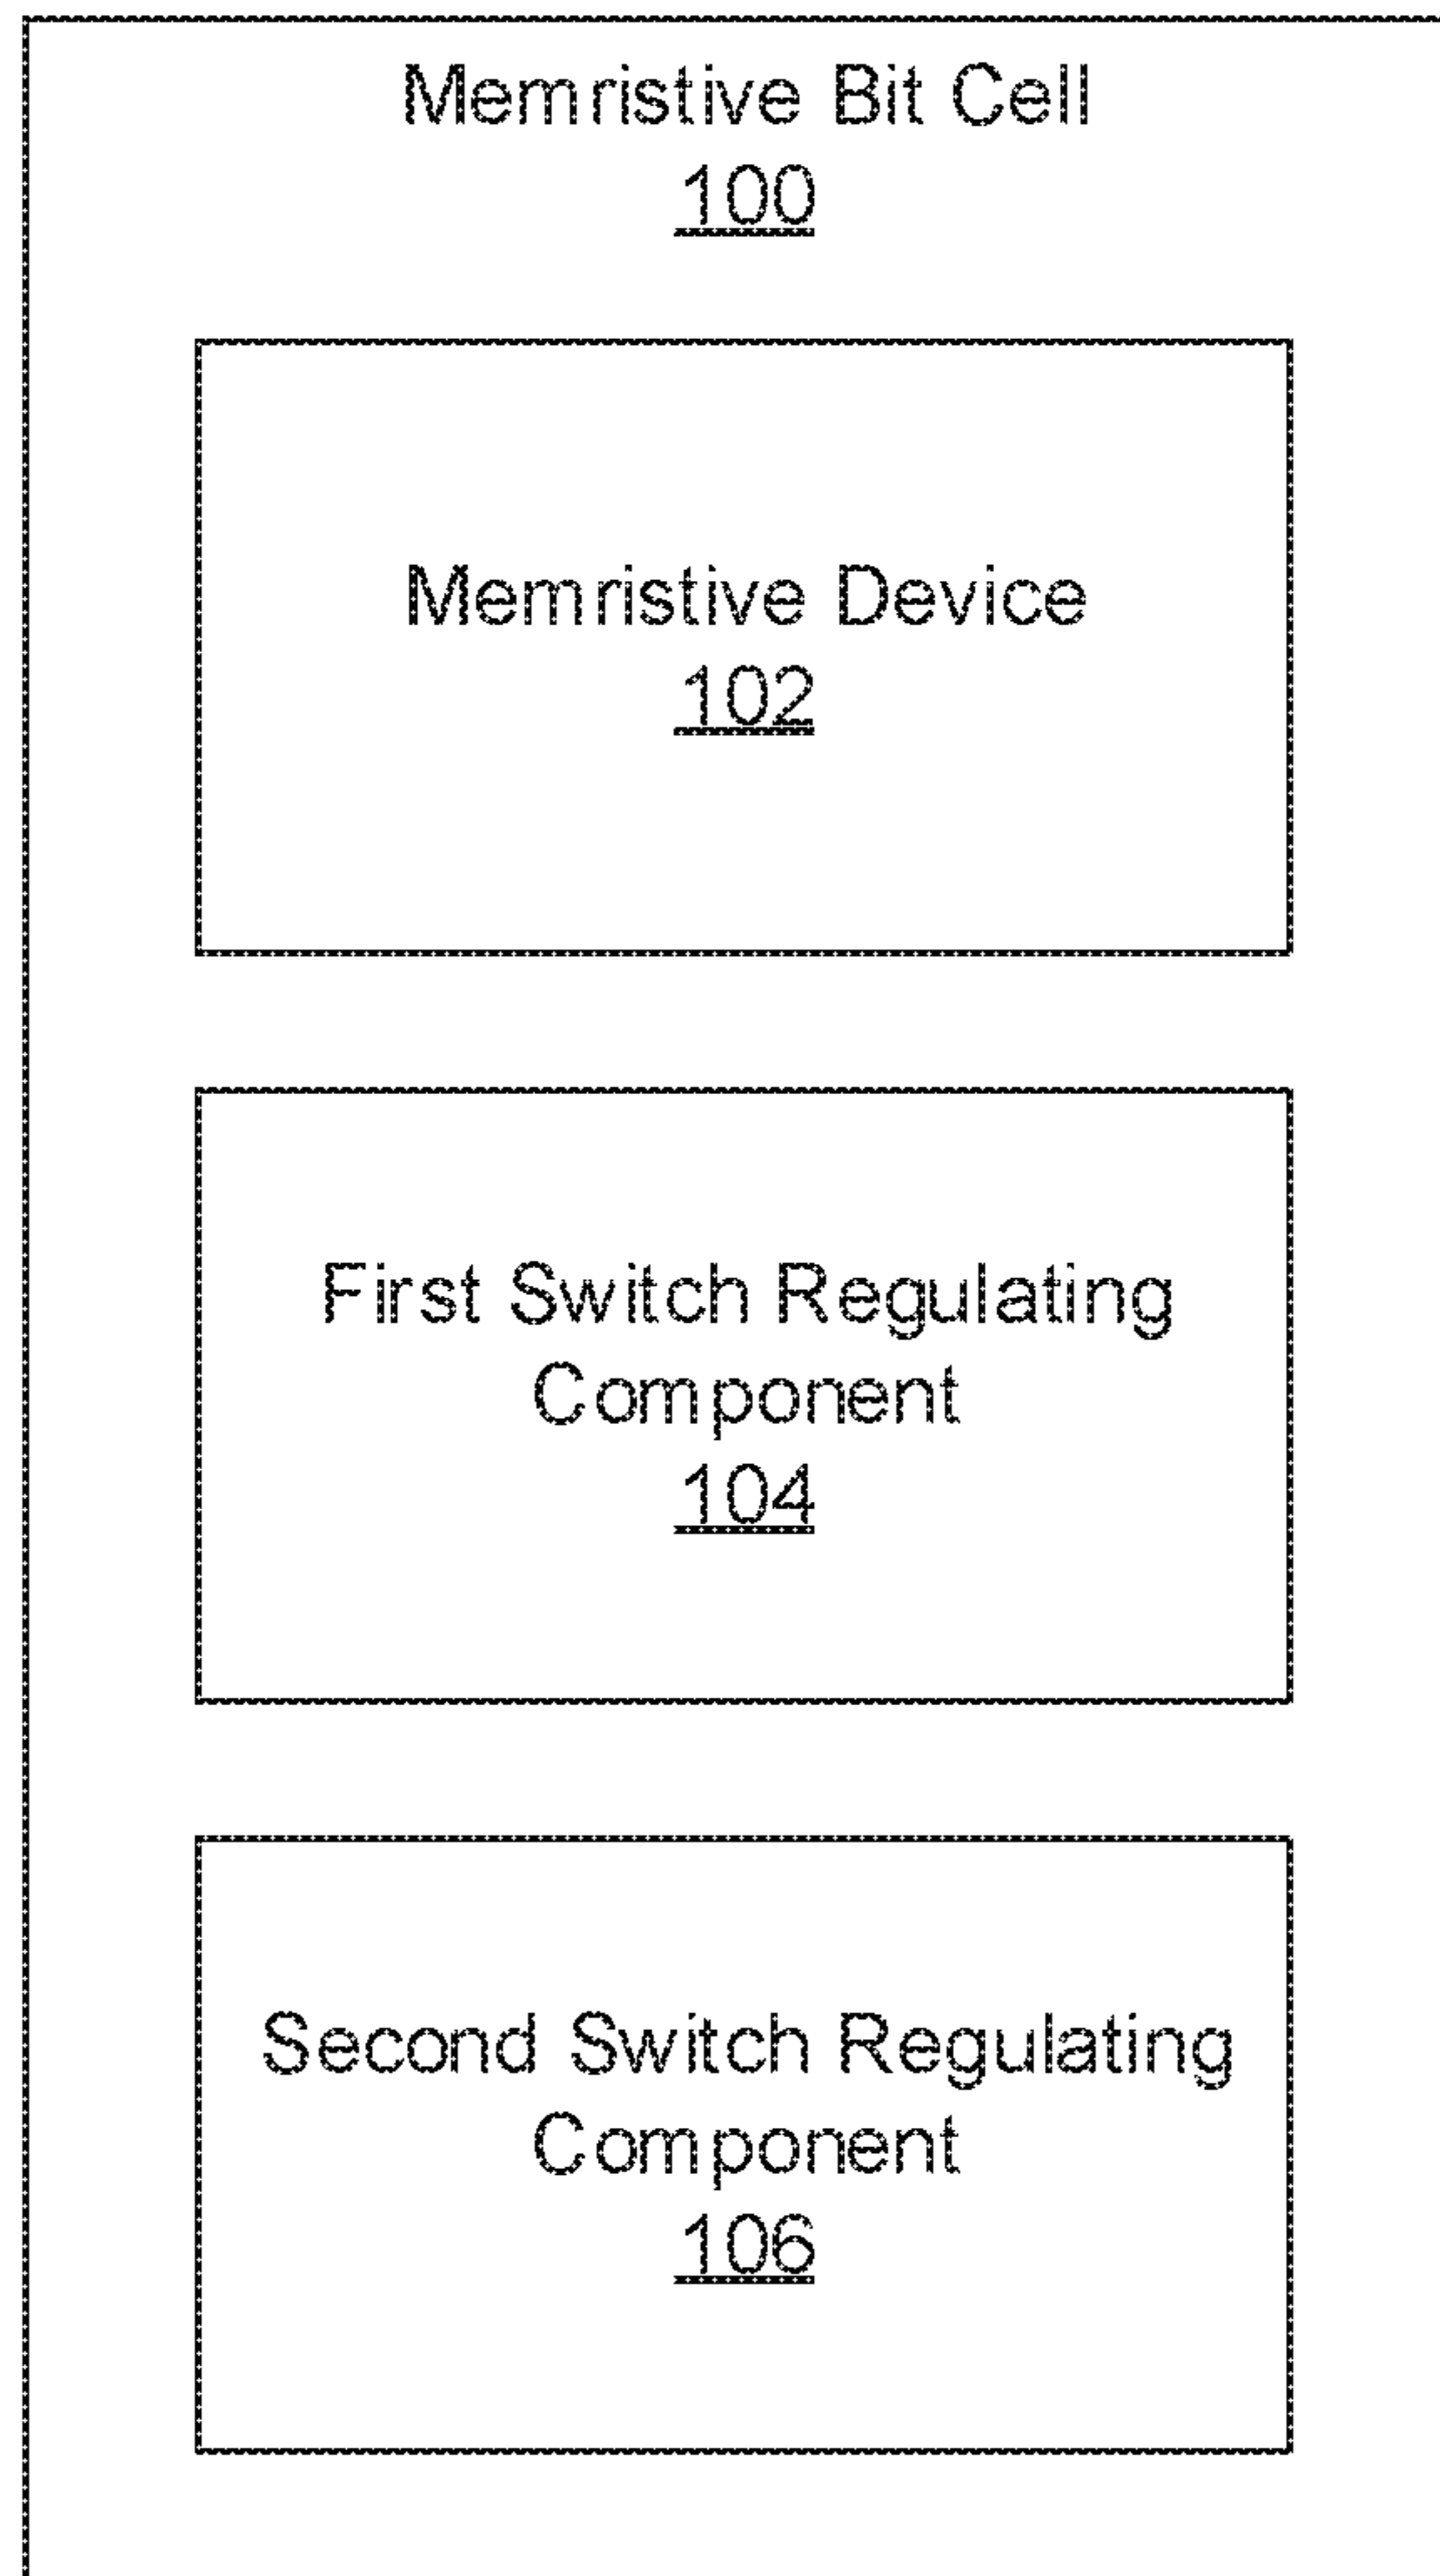 Memristive Bit Cell
100
Memristive Device
102
First Switch Regulating
Component
104
Second Switch Regulating
Component
106